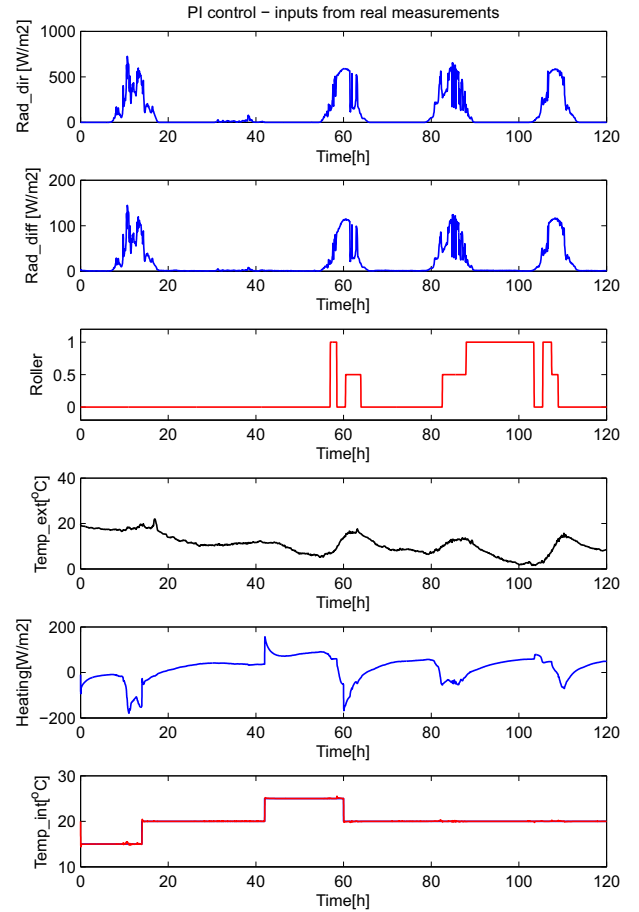 PI control − inputs from real measurements
Rad_dir [W/m2]
1000
500
0
0 20 40 60 80 100 120
Time[h]
Rad_diff [W/m2]
200
100
0
0 20 40 60 80 100 120
Time[h]
Roller
1
0.5
0
0 20 40 60 80 100 120
Time[h]
Temp_ext[°C]
40
20
0
0 20 40 60 80 100 120
Time[h]
Heating[W/m2]
200
0
−200
0 20 40 60 80 100 120
Time[h]
Temp_int[°C]
30
20
10
0 20 40 60 80 100 120
Time[h]